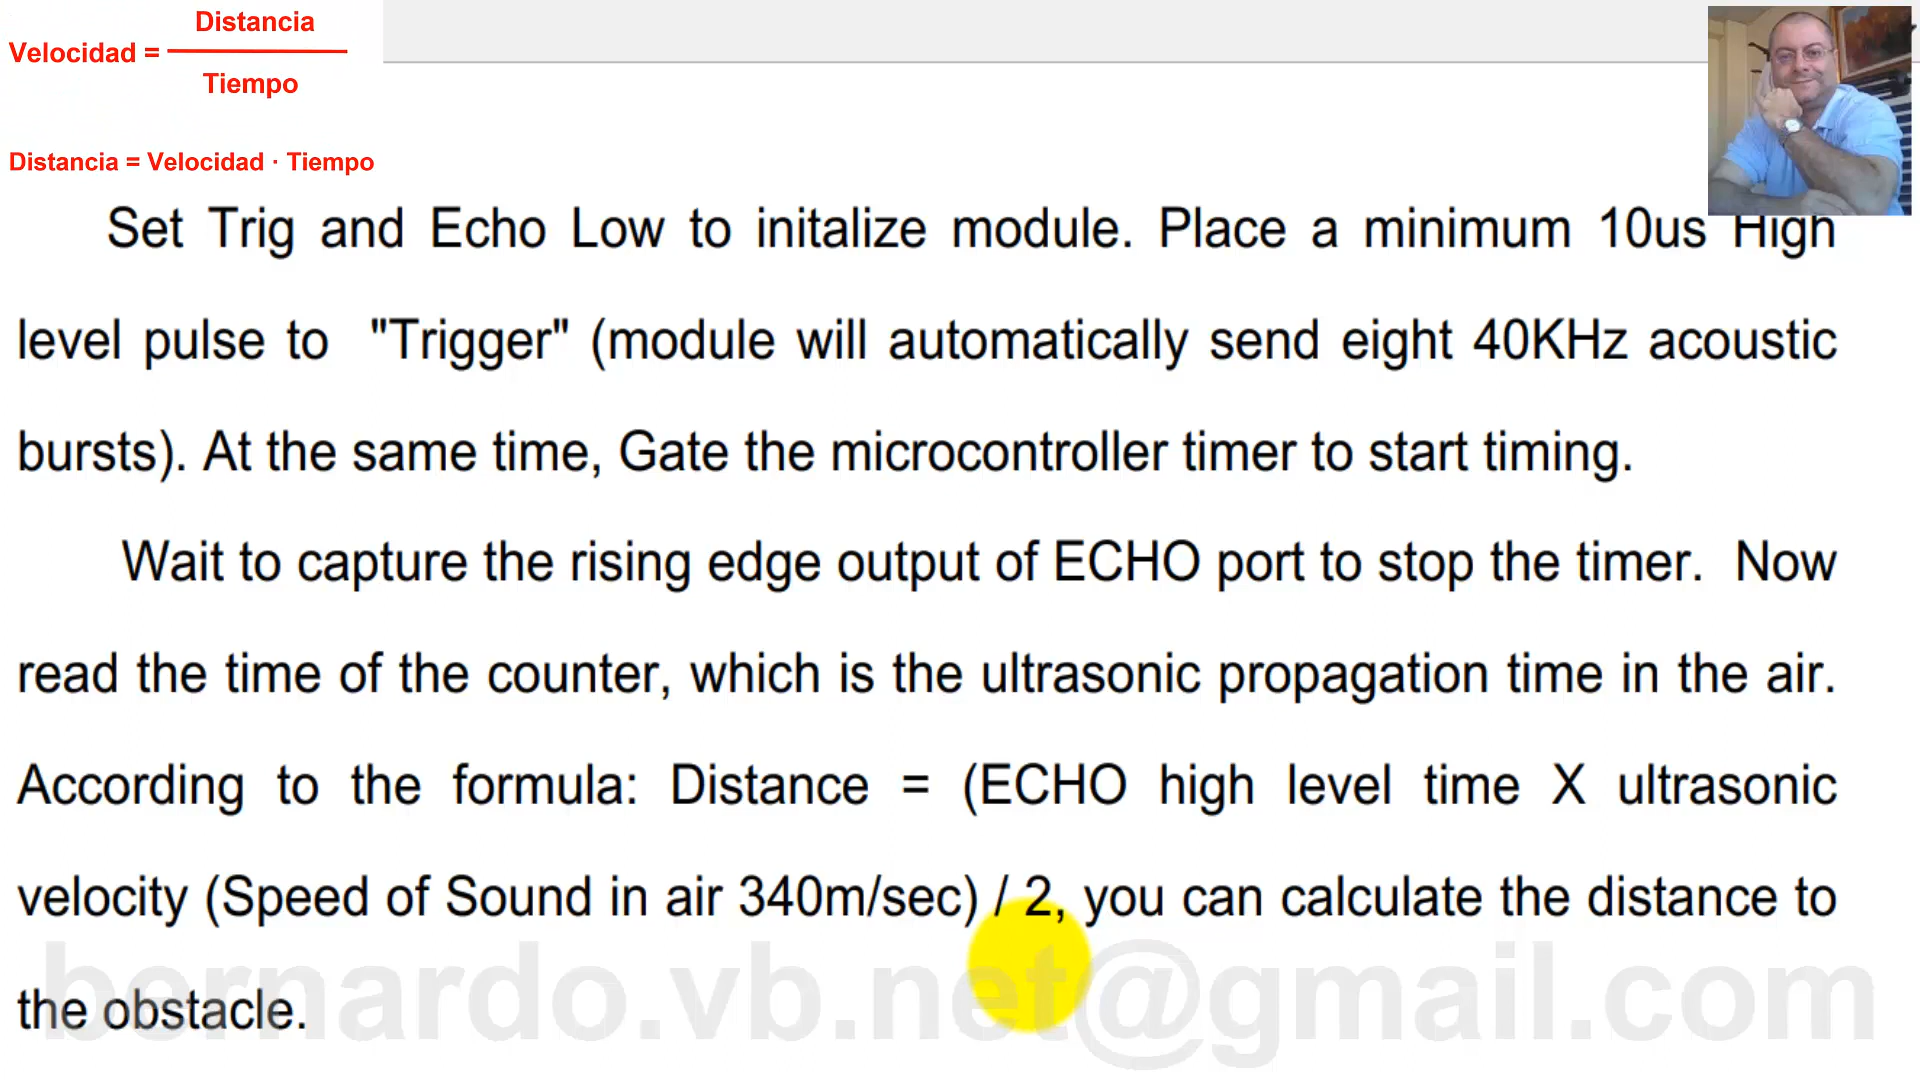 Distancia
Velocidad =
Tiempo
Distancia = Velocidad · Tiempo
Set Trig and Echo Low to initalize module. Place a minimum 10us High
level pulse to "Trigger" (module will automatically send eight 40KHz acoustic
bursts). At the same time, Gate the microcontroller timer to start timing.
Wait to capture the rising edge output of ECHO port to stop the timer. Now
read the time of the counter, which is the ultrasonic propagation time in the air.
According to the formula: Distance = (ECHO high level time X ultrasonic
velocity (Speed of Sound in air 340m/sec) / 2, you can calculate the distance to
the obstacle.
bernardo.vb.net@gmail.com